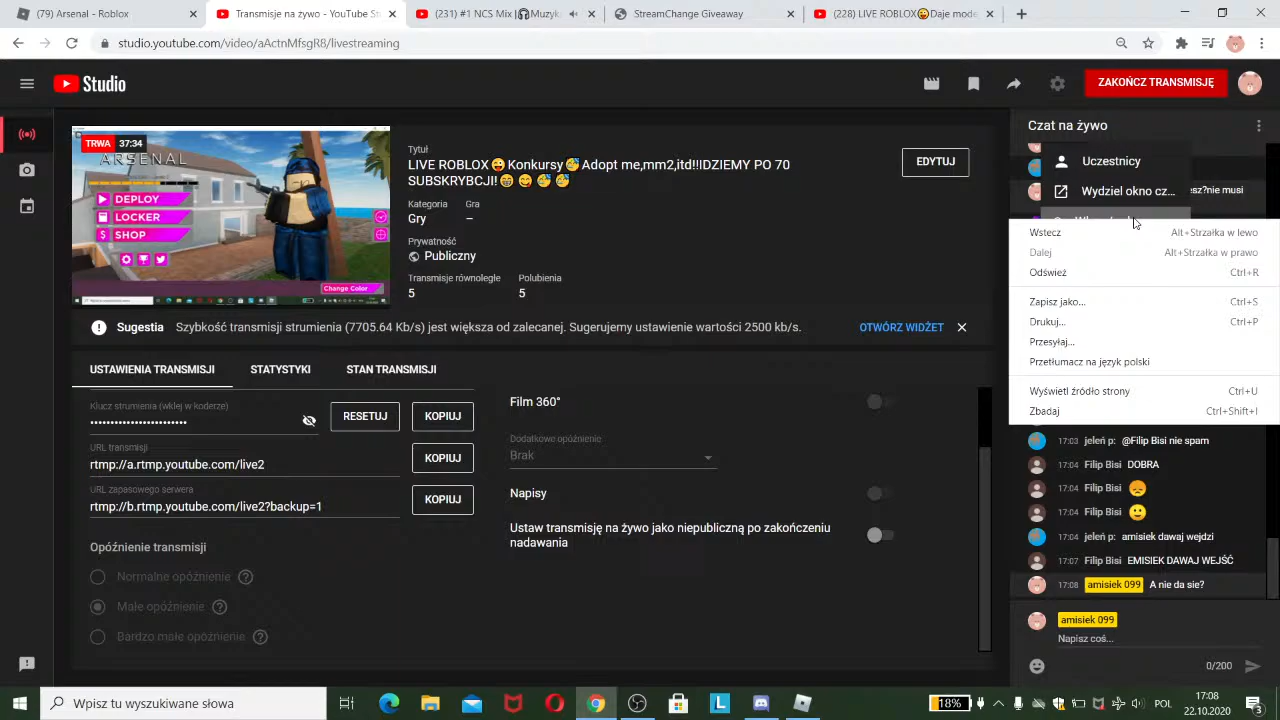 (79) Arsenal - Roblox
Transmisje na żywo - YouTube St
(231) #1 NCS Mix | Muzyk
StreamChange Giveaway
(228) LIVE ROBLOX Daje mode
studio.youtube.com/video/aActnMfsgR8/livestreaming
Studio
ZAKOŃCZ TRANSMISJĘ
TRWA 37:34
ARSENAL
DEPLOY
LOCKER
SHOP
Change Color
Tytuł
LIVE ROBLOX😜Konkursy🥳Adopt me,mm2,itd!!IDZIEMY PO 70
SUBSKRYBCJI!😁😋🥳🥳
EDYTUJ
Kategoria Gra
Gry –
Prywatność
Publiczny
Transmisje równoległe Polubienia
5 5
Sugestia Szybkość transmisji strumienia (7705.64 Kb/s) jest większa od zalecanej. Sugerujemy ustawienie wartości 2500 kb/s.
OTWÓRZ WIDŻET
USTAWIENIA TRANSMISJI STATYSTYKI STAN TRANSMISJI
Klucz strumienia (wklej w koderze)
RESETUJ KOPIUJ
URL transmisji
rtmp://a.rtmp.youtube.com/live2
KOPIUJ
URL zapasowego serwera
rtmp://b.rtmp.youtube.com/live2?backup=1
KOPIUJ
Opóźnienie transmisji
Normalne opóźnienie
Małe opóźnienie
Bardzo małe opóźnienie
Film 360°
Dodatkowe opóźnienie
Brak
Napisy
Ustaw transmisję na żywo jako niepubliczną po zakończeniu
nadawania
Czat na żywo
Uczestnicy
Wydziel okno cz...
esz?nie musi
Wstecz Alt+Strzałka w lewo
Dalej Alt+Strzałka w prawo
Odśwież Ctrl+R
Zapisz jako... Ctrl+S
Drukuj... Ctrl+P
Przesyłaj...
Przetłumacz na język polski
Wyświetl źródło strony Ctrl+U
Zbadaj Ctrl+Shift+I
17:03 jeleń p: @Filip Bisi nie spam
17:04 Filip Bisi DOBRA
17:04 Filip Bisi 😞
17:04 Filip Bisi 🙂
17:04 jeleń p: amisiek dawaj wejdzi
17:07 Filip Bisi EMISIEK DAWAJ WEJŚĆ
17:08 amisiek 099 A nie da sie?
amisiek 099
Napisz coś...
0/200
Wpisz tu wyszukiwane słowa
18%
POL
17:08
22.10.2020
3